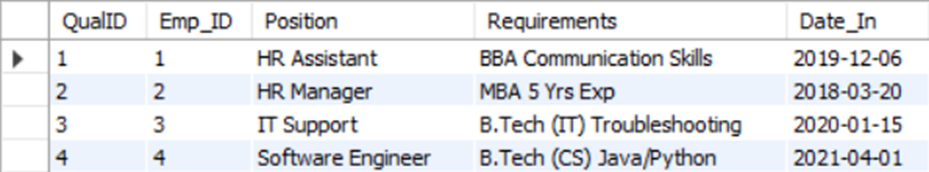 QualID Emp_ID Position Requirements Date_In
1 1 HR Assistant BBA Communication Skills 2019-12-06
2 2 HR Manager MBA 5 Yrs Exp 2018-03-20
3 3 IT Support B.Tech (IT) Troubleshooting 2020-01-15
4 4 Software Engineer B.Tech (CS) Java/Python 2021-04-01